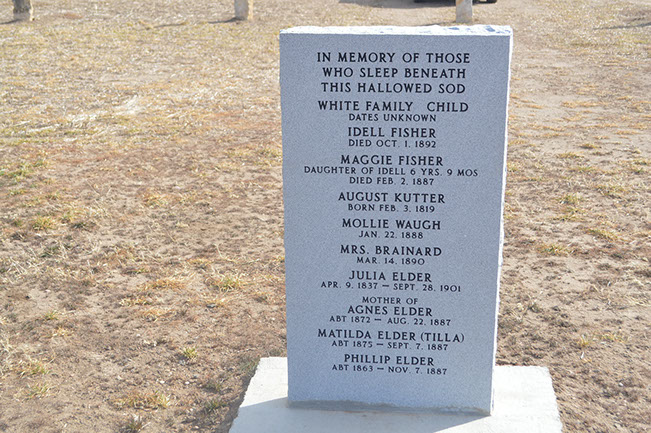 IN MEMORY OF THOSE
WHO SLEEP BENEATH
THIS HALLOWED SOD
WHITE FAMILY CHILD
DATES UNKNOWN
IDELL FISHER
DIED OCT. 1. 1892
MAGGIE FISHER
DAUGHTER OF IDELL 6 YRS. 9 MOS
DIED FEB. 2. 1887
AUGUST KUTTER
BORN FEB. 3. 1819
MOLLIE WAUGH
JAN. 22. 1888
MRS. BRAINARD
MAR. 14. 1890
JULIA ELDER
APR. 9. 1837 — SEPT. 28. 1901
MOTHER OF
AGNES ELDER
ABT 1872 — AUG. 22. 1887
MATILDA ELDER (TILLA)
ABT 1875 — SEPT. 7. 1887
PHILLIP ELDER
ABT 1863 — NOV. 7. 1887